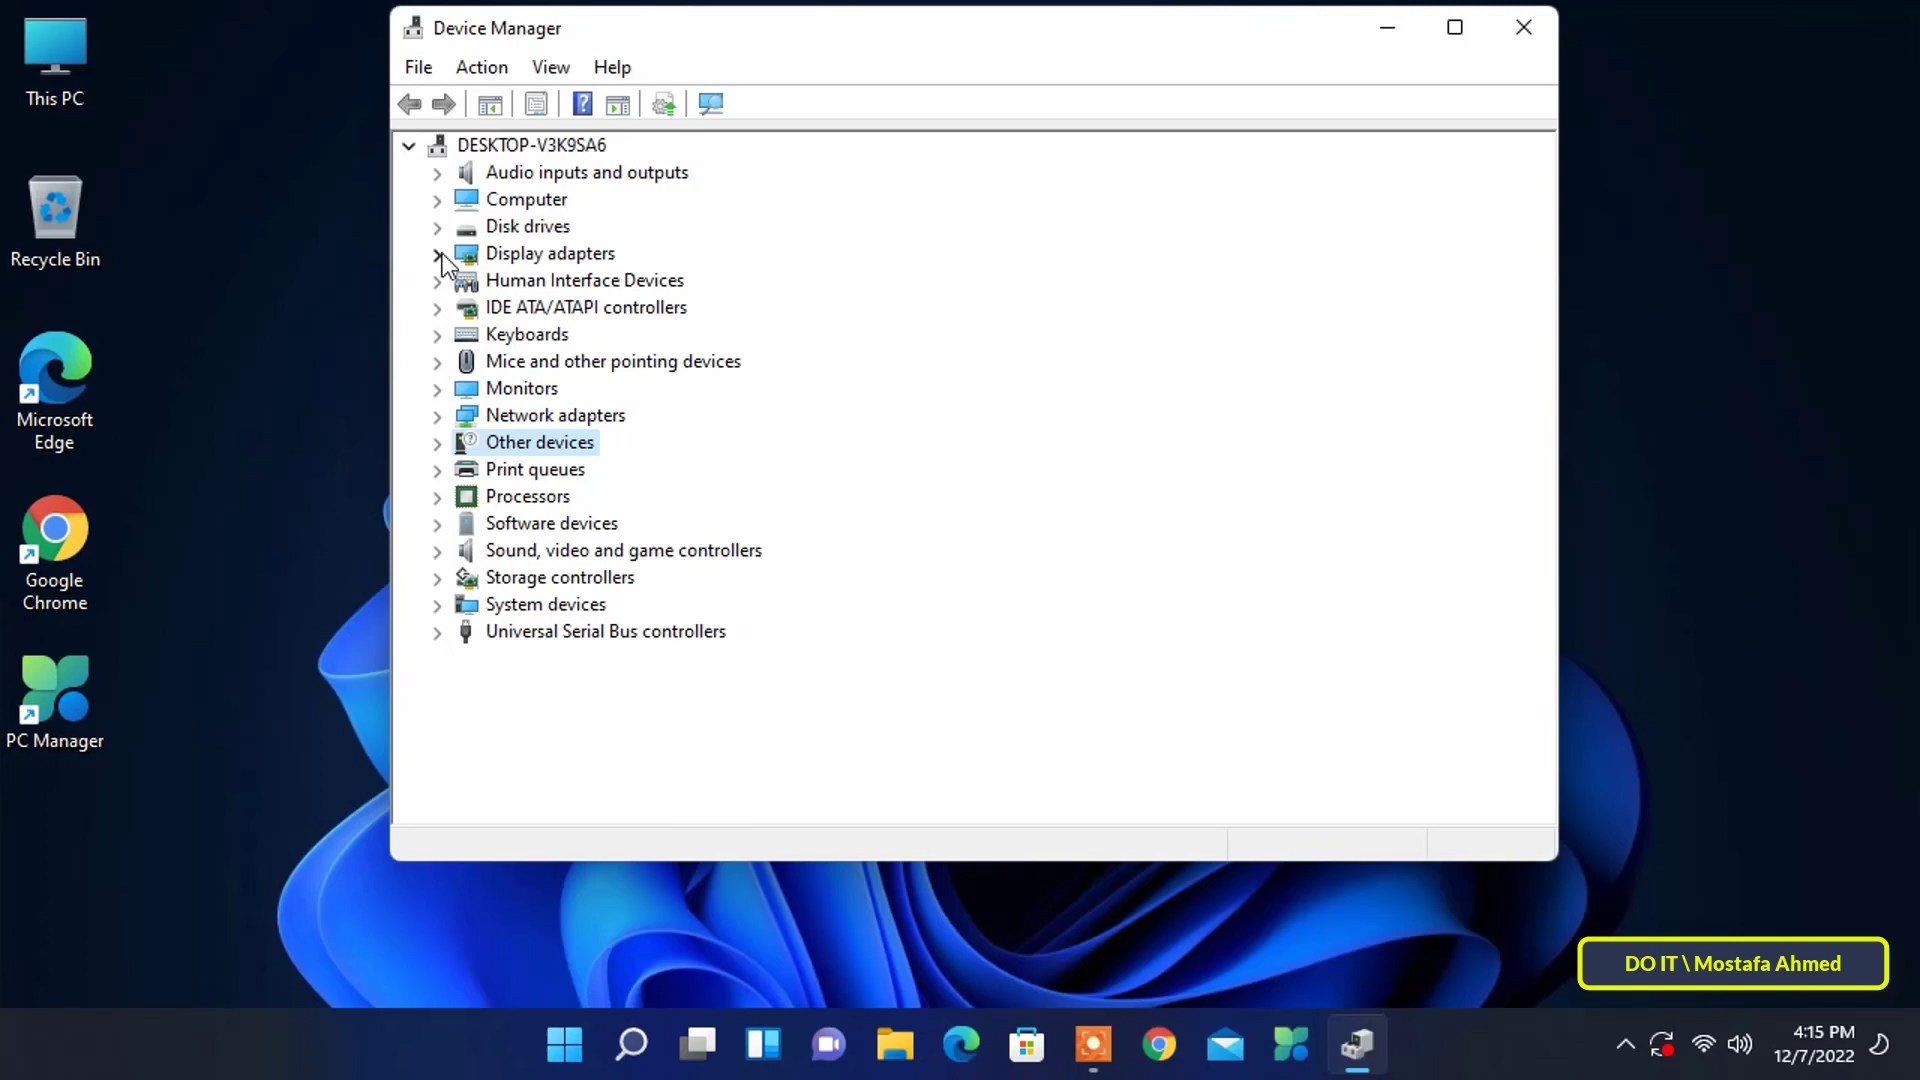 This PC
Recycle Bin
Microsoft
Edge
Google
Chrome
PC Manager
Device Manager
File Action View Help
DESKTOP-V3K9SA6
Audio inputs and outputs
Computer
Disk drives
Display adapters
Human Interface Devices
IDE ATA/ATAPI controllers
Keyboards
Mice and other pointing devices
Monitors
Network adapters
Other devices
Print queues
Processors
Software devices
Sound, video and game controllers
Storage controllers
System devices
Universal Serial Bus controllers
DO IT \ Mostafa Ahmed
4:15 PM
12/7/2022